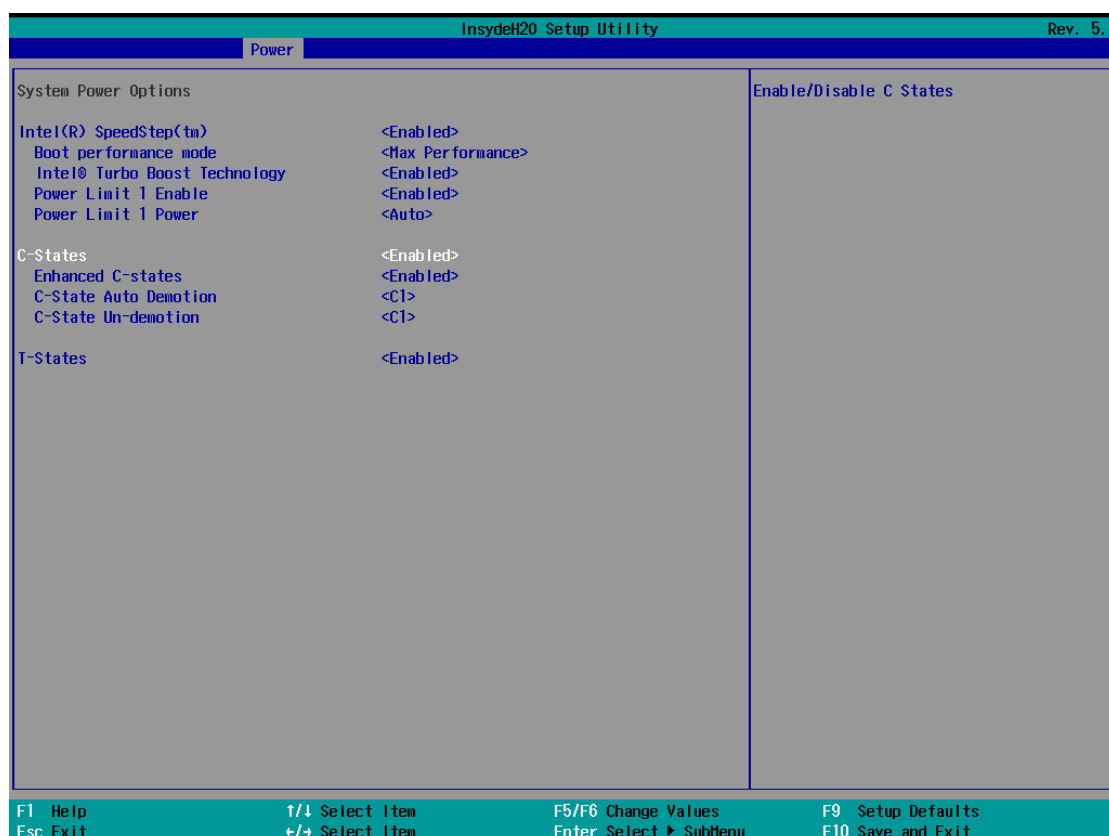 InsydeH20 Setup Utility Rev. 5.
Power
System Power Options
Enable/Disable C States
Intel(R) SpeedStep(tm) <Enabled>
Boot performance mode <Max Performance>
Intel® Turbo Boost Technology <Enabled>
Power Limit 1 Enable <Enabled>
Power Limit 1 Power <Auto>
C-States <Enabled>
Enhanced C-states <Enabled>
C-State Auto Demotion <C1>
C-State Un-demotion <C1>
T-States <Enabled>
F1 Help ↑/↓ Select Item F5/F6 Change Values F9 Setup Defaults
Esc Exit ←/→ Select Item Enter Select ▶ SubMenu F10 Save and Exit